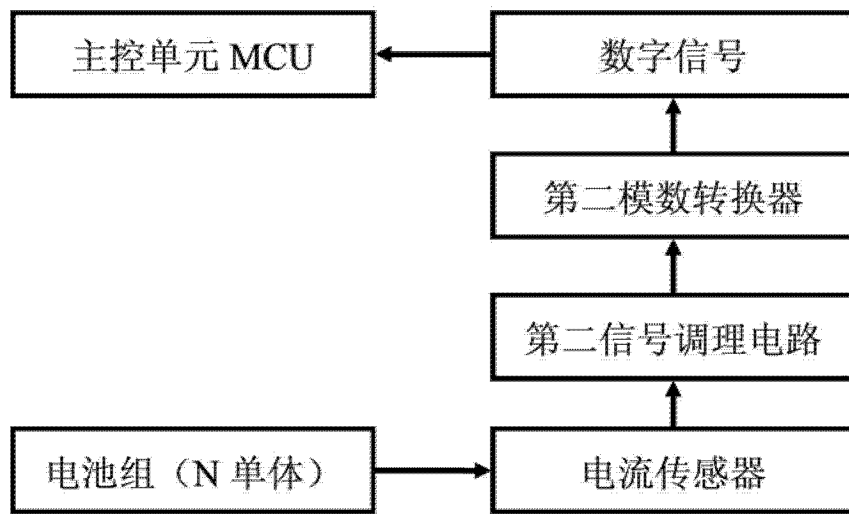 主控单元 MCU
数字信号
第二模数转换器
第二信号调理电路
电池组（N 单体）
电流传感器